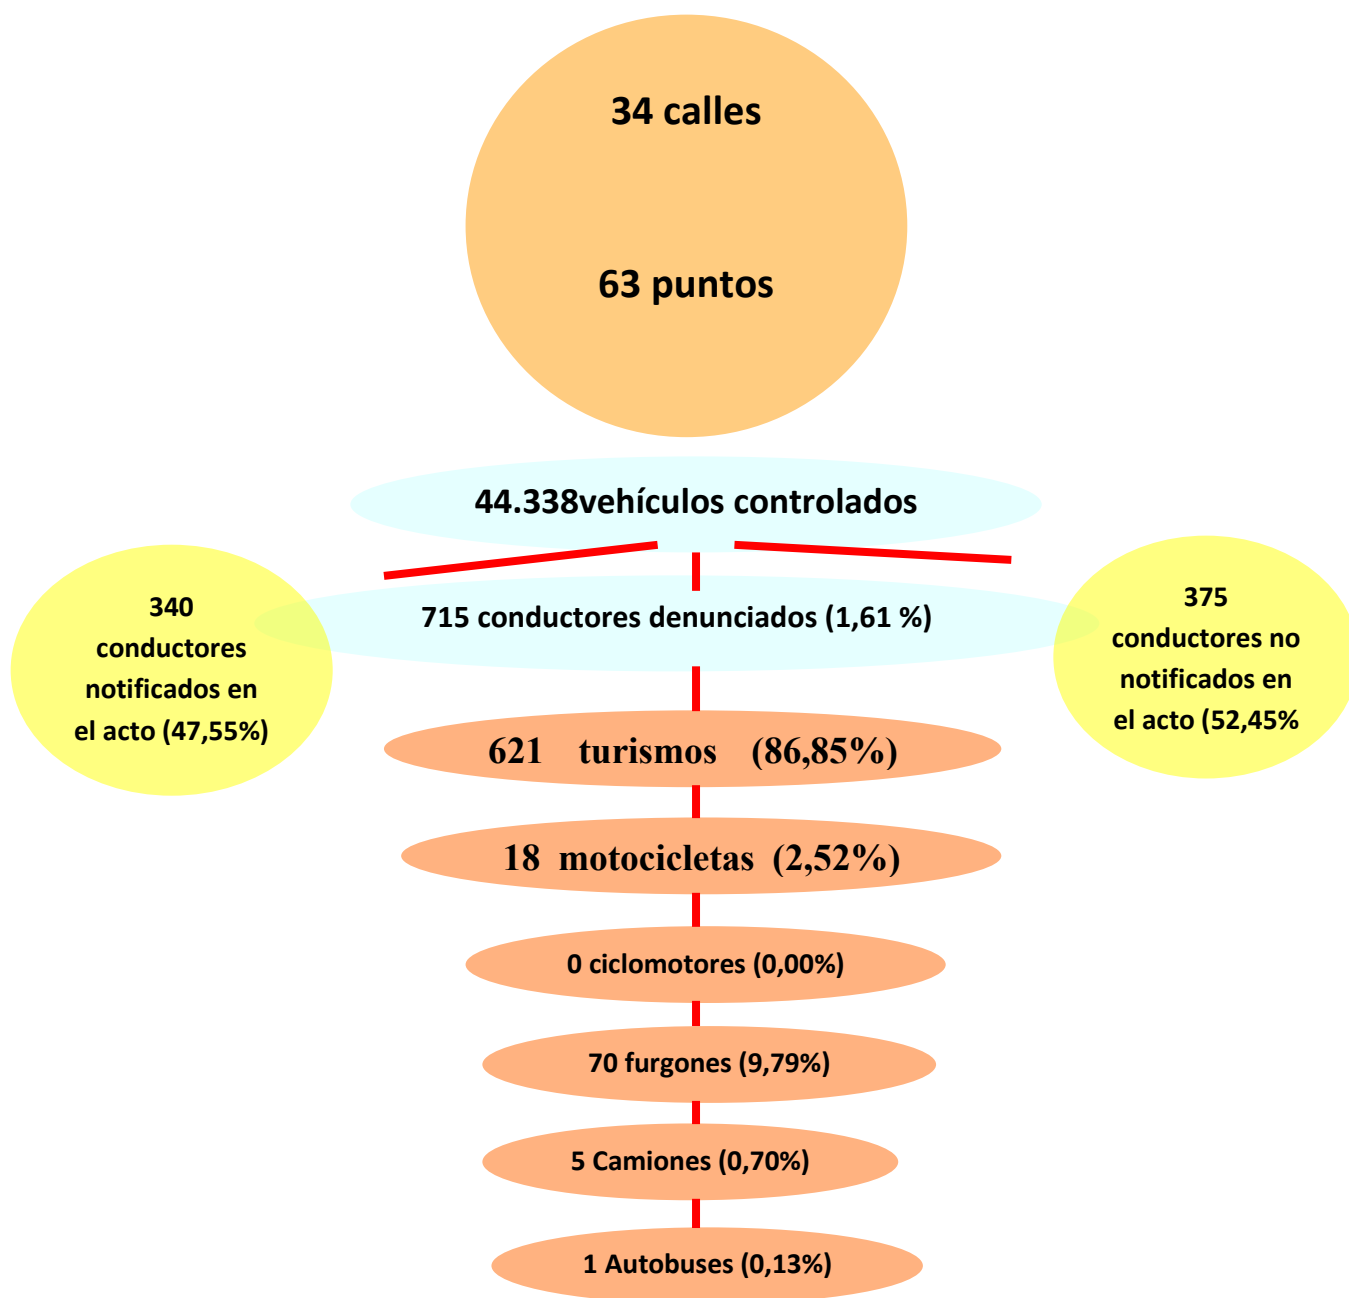 34 calles
63 puntos
44.338vehículos controlados
340
conductores
notificados en
el acto (47,55%)
715 conductores denunciados (1,61 %)
375
conductores no
notificados en
el acto (52,45%
621 turismos (86,85%)
18 motocicletas (2,52%)
0 ciclomotores (0,00%)
70 furgones (9,79%)
5 Camiones (0,70%)
1 Autobuses (0,13%)